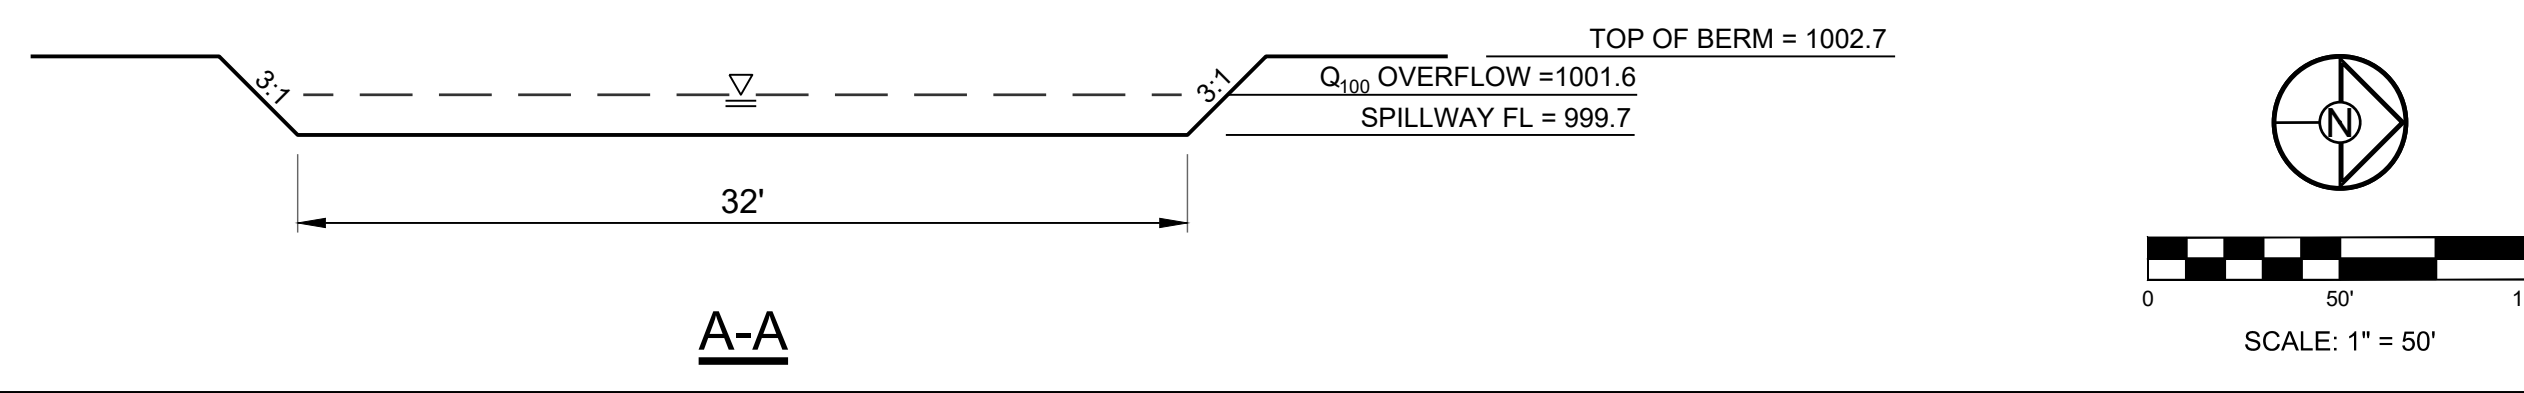 TOP OF BERM = 1002.7
3:1
3:1
Q100 OVERFLOW =1001.6
SPILLWAY FL = 999.7
N
32'
0
50'
1
A-A
SCALE: 1" = 50'